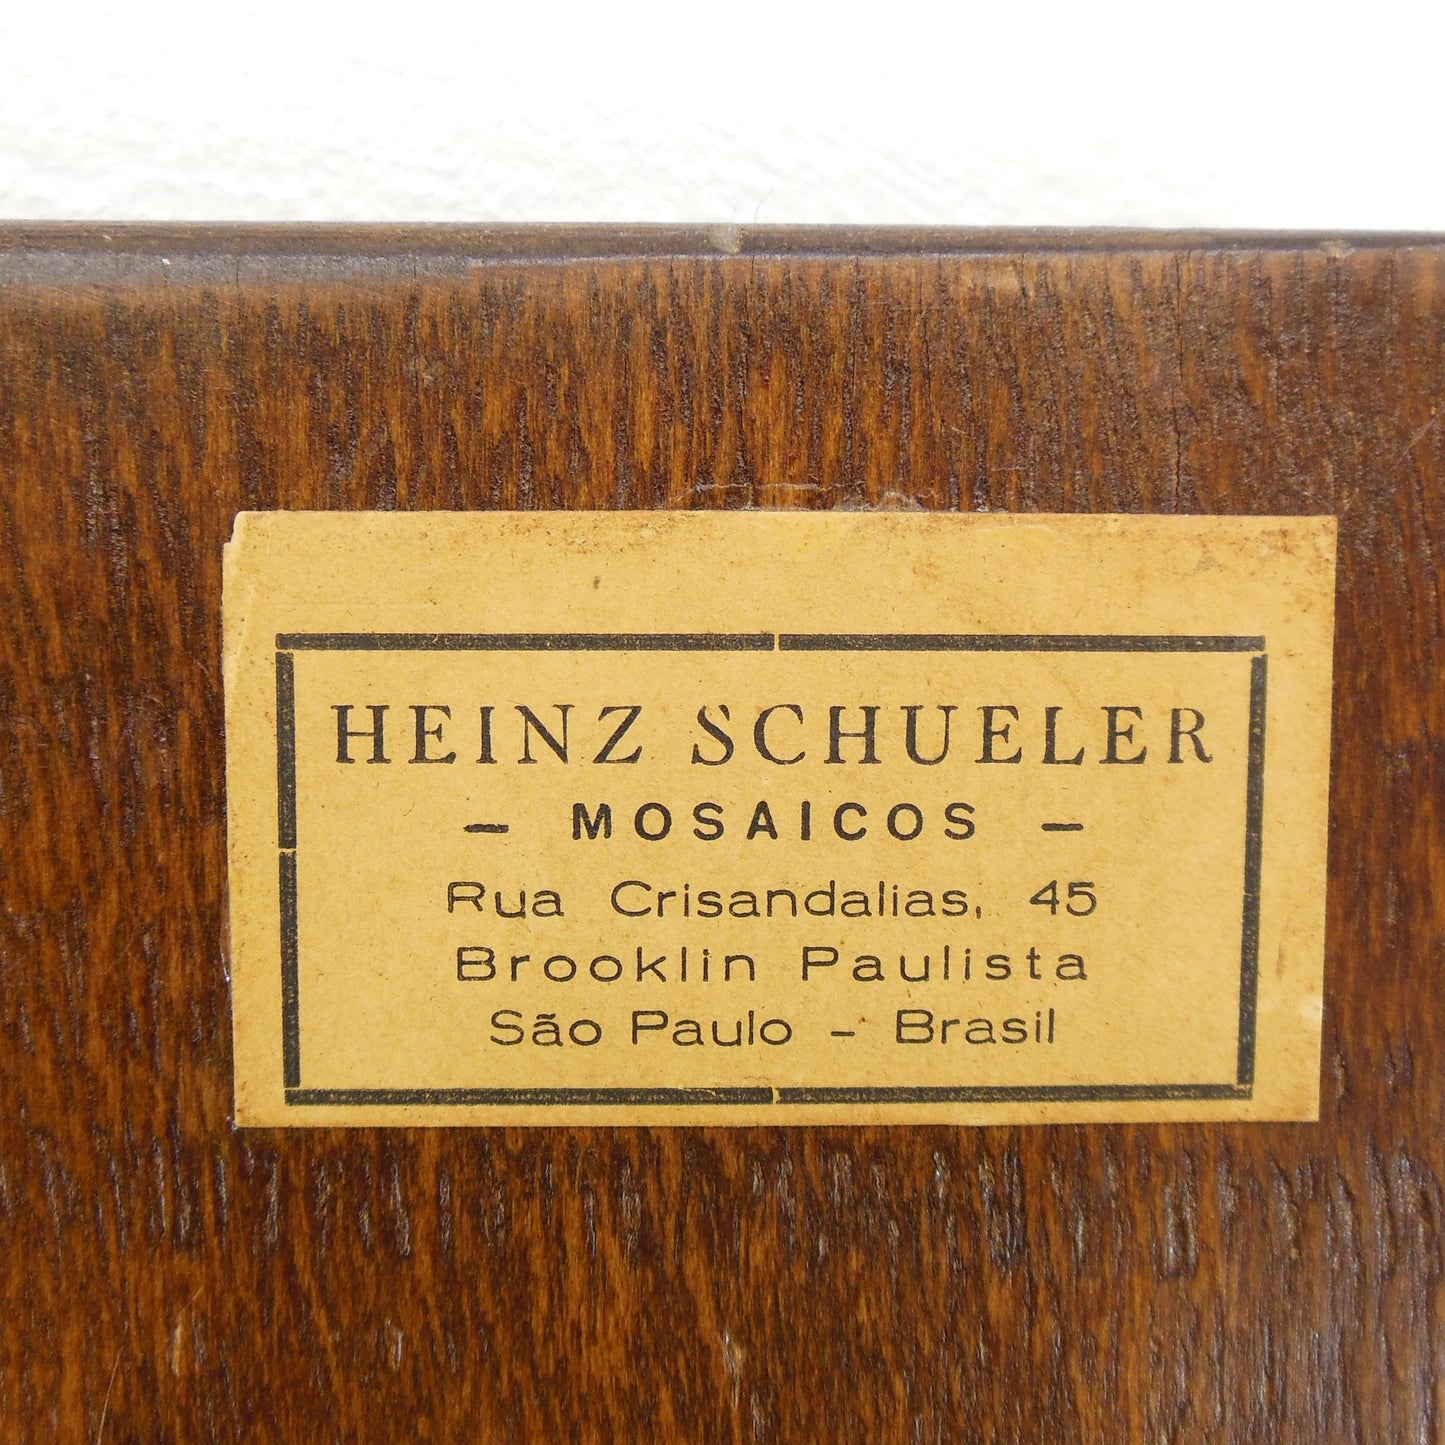 HEINZ SCHUELER
- MOSAICOS -
Rua Crisandalias, 45
Brooklin Paulista
São Paulo - Brasil